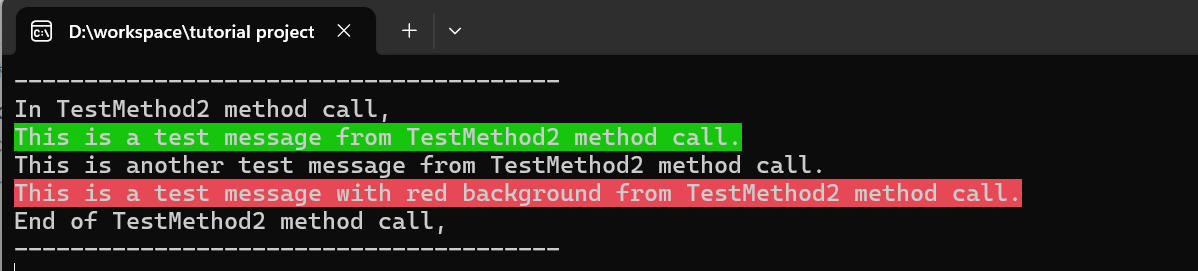 D:\workspace\tutorial project
---------------------------------------
In TestMethod2 method call,
This is a test message from TestMethod2 method call.
This is another test message from TestMethod2 method call.
This is a test message with red background from TestMethod2 method call.
End of TestMethod2 method call,
---------------------------------------